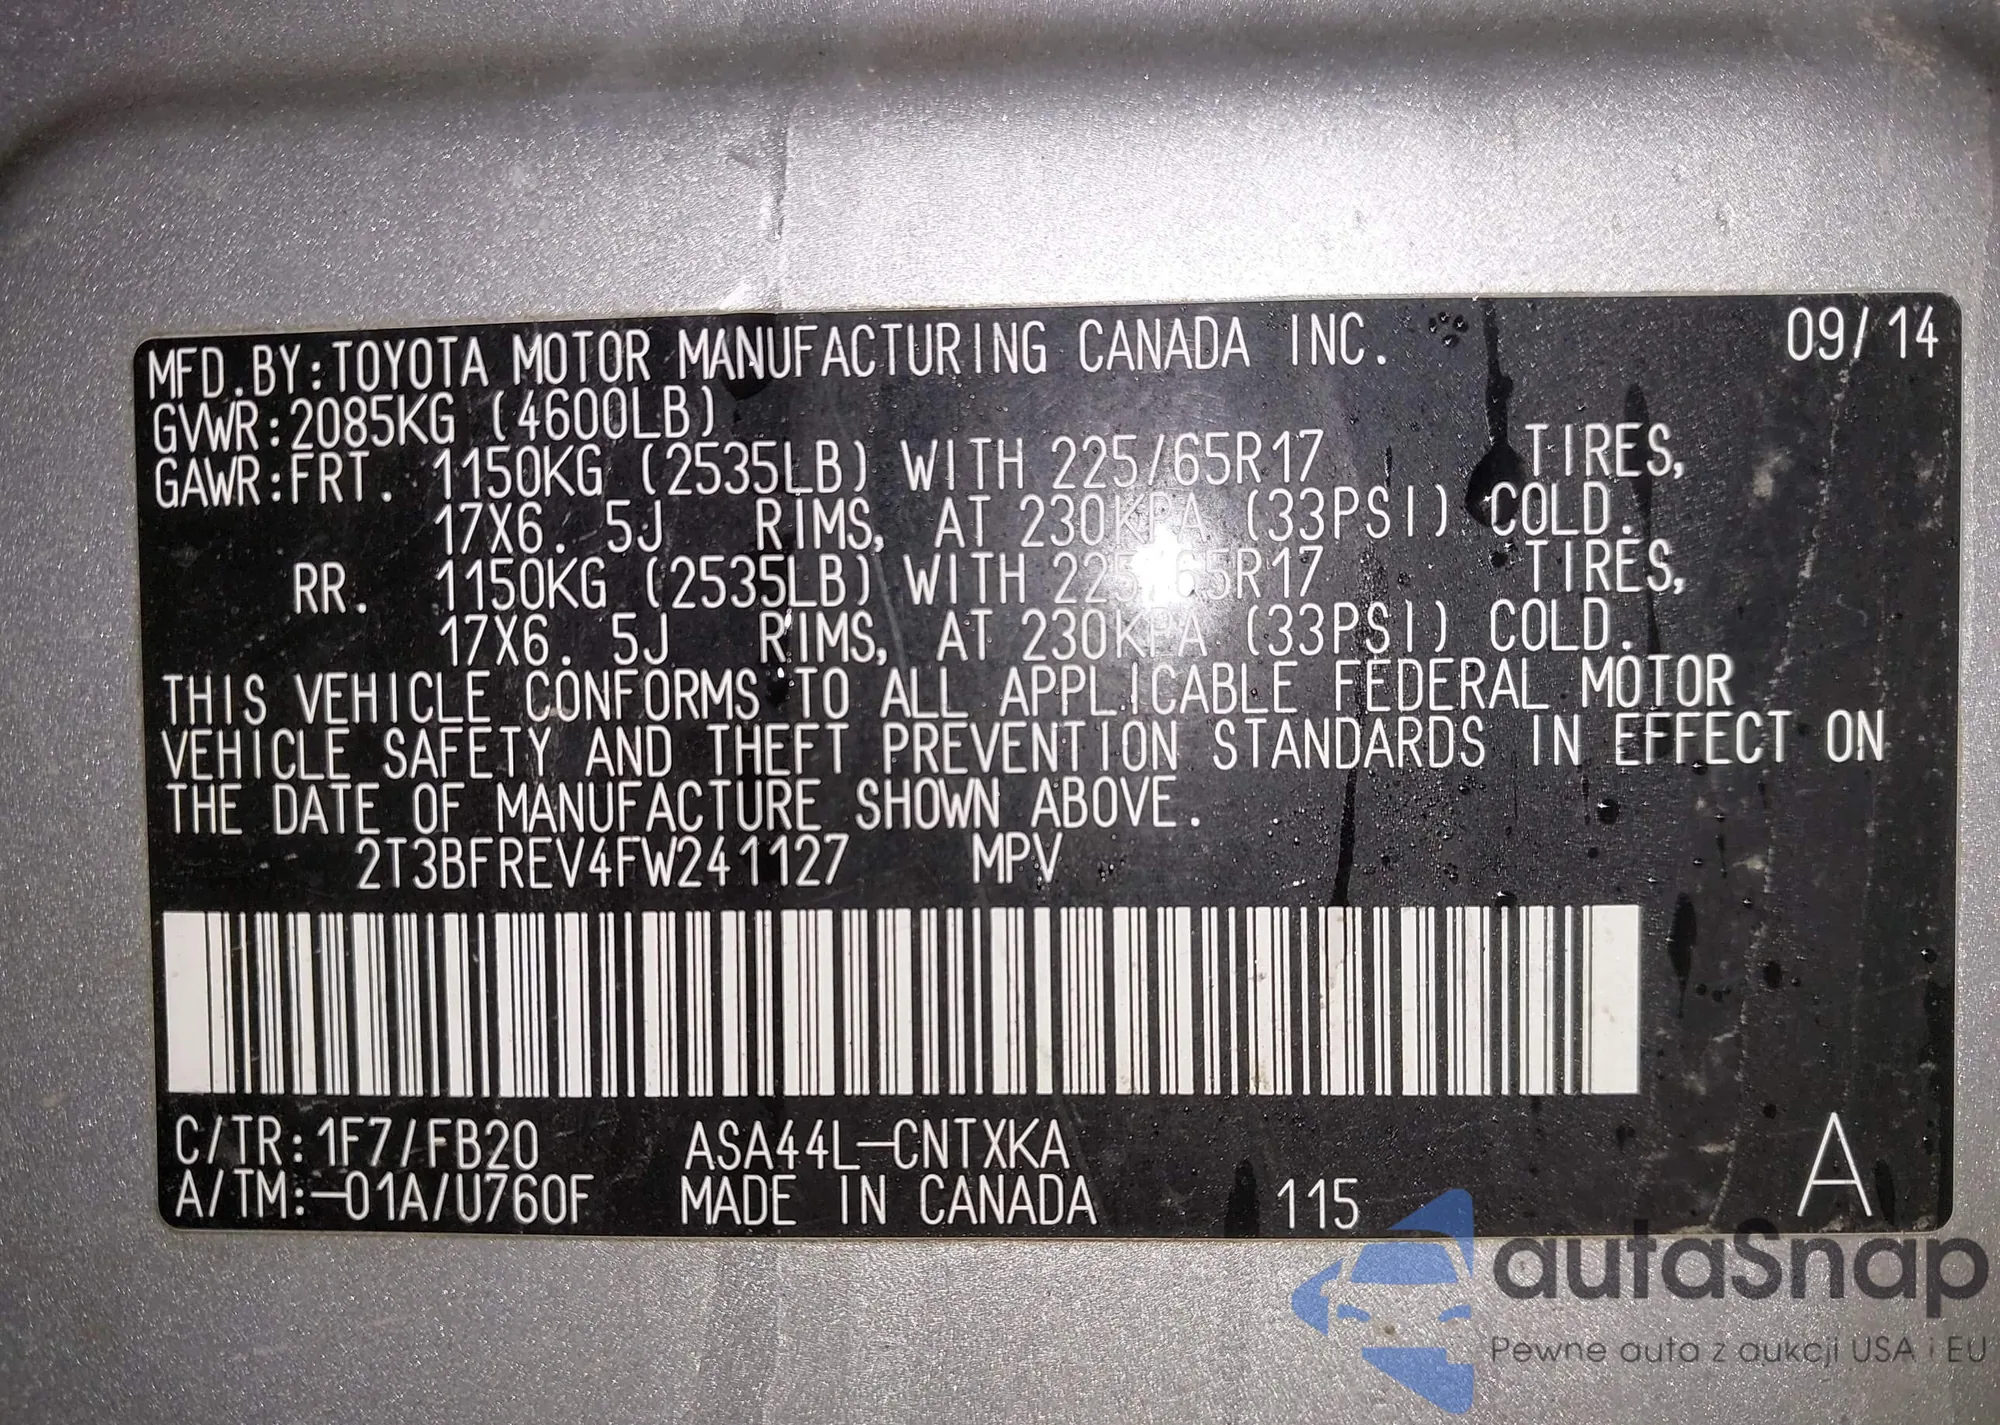 MFD.BY:TOYOTA MOTOR MANUFACTURING CANADA INC. 09/14
GVWR:2085KG (4600LB)
GAWR:FRT. 1150KG (2535LB) WITH 225/65R17 TIRES,
17X6. 5J RIMS, AT 230KPA (33PSI) COLD.
RR. 1150KG (2535LB) WITH 225/65R17 TIRES,
17X6. 5J RIMS, AT 230KPA (33PSI) COLD.
THIS VEHICLE CONFORMS TO ALL APPLICABLE FEDERAL MOTOR
VEHICLE SAFETY AND THEFT PREVENTION STANDARDS IN EFFECT ON
THE DATE OF MANUFACTURE SHOWN ABOVE.
2T3BFREV4FW241127 MPV
C/TR:1F7/FB20 ASA44L-CNTXKA A
A/TM:-01A/U760F MADE IN CANADA 115
autaSnap
Pewne auta z aukcji USA i EU